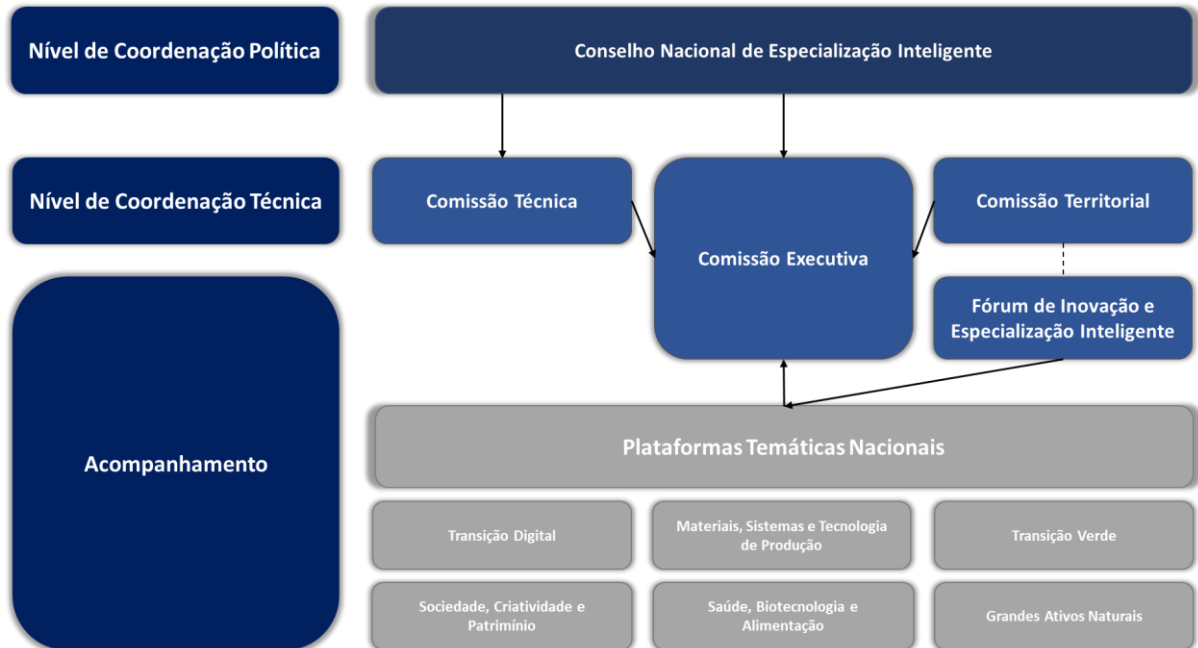 Nível de Coordenação Política
Conselho Nacional de Especialização Inteligente
Nível de Coordenação Técnica
Comissão Técnica
Comissão Executiva
Comissão Territorial
Fórum de Inovação e
Especialização Inteligente
Acompanhamento
Plataformas Temáticas Nacionais
Transição Digital
Materiais, Sistemas e Tecnologia
de Produção
Transição Verde
Sociedade, Criatividade e
Património
Saúde, Biotecnologia e
Alimentação
Grandes Ativos Naturais